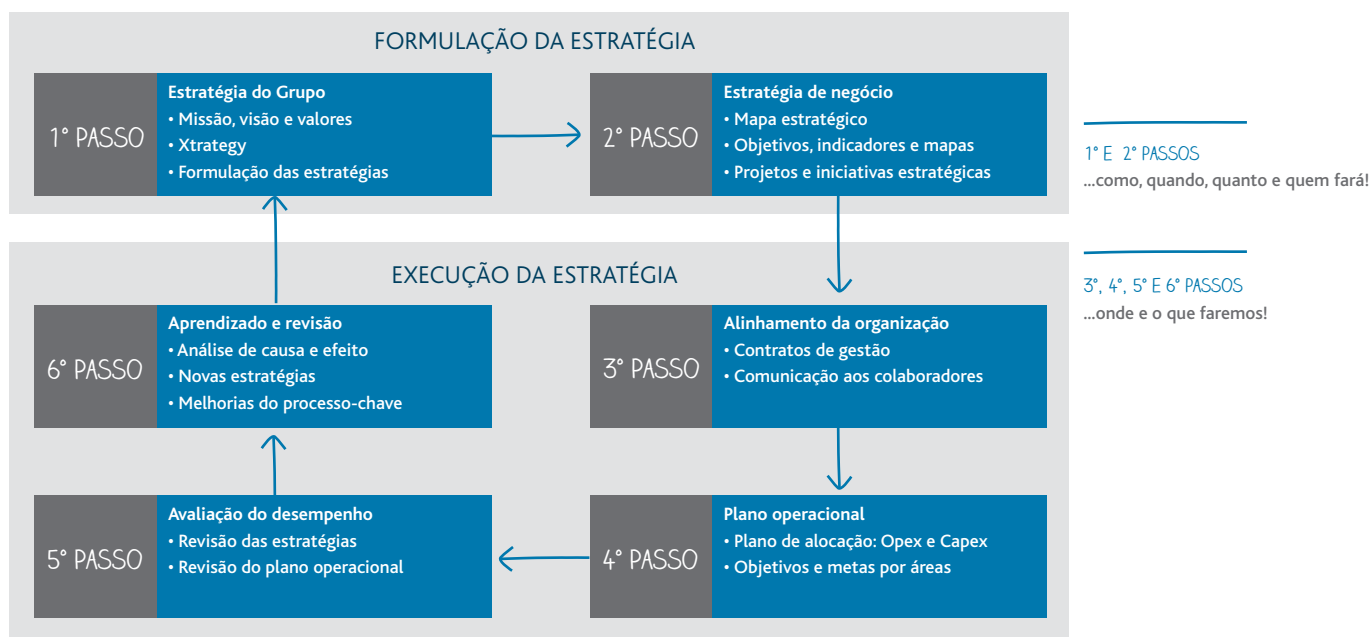 FORMULAÇÃO DA ESTRATÉGIA
1° PASSO
Estratégia do Grupo
• Missão, visão e valores
• Xtrategy
• Formulação das estratégias
2° PASSO
Estratégia de negócio
• Mapa estratégico
• Objetivos, indicadores e mapas
• Projetos e iniciativas estratégicas
1° E 2° PASSOS
...como, quando, quanto e quem fará!
EXECUÇÃO DA ESTRATÉGIA
3°, 4°, 5° E 6° PASSOS
...onde e o que faremos!
6° PASSO
Aprendizado e revisão
• Análise de causa e efeito
• Novas estratégias
• Melhorias do processo-chave
3° PASSO
Alinhamento da organização
• Contratos de gestão
• Comunicação aos colaboradores
5° PASSO
Avaliação do desempenho
• Revisão das estratégias
• Revisão do plano operacional
4° PASSO
Plano operacional
• Plano de alocação: Opex e Capex
• Objetivos e metas por áreas